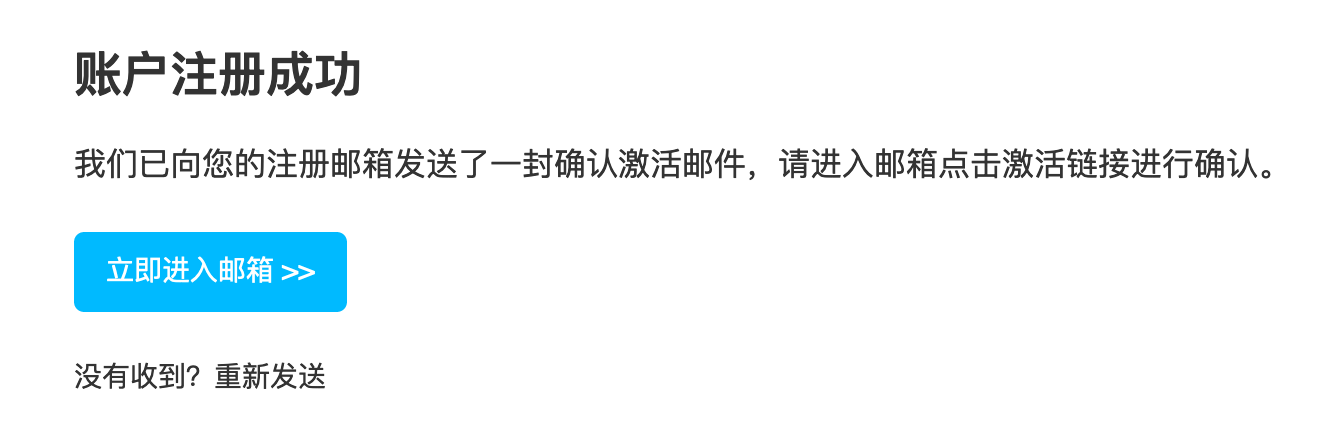 账户注册成功
我们已向您的注册邮箱发送了一封确认激活邮件，请进入邮箱点击激活链接进行确认。
立即进入邮箱 >>
没有收到？重新发送